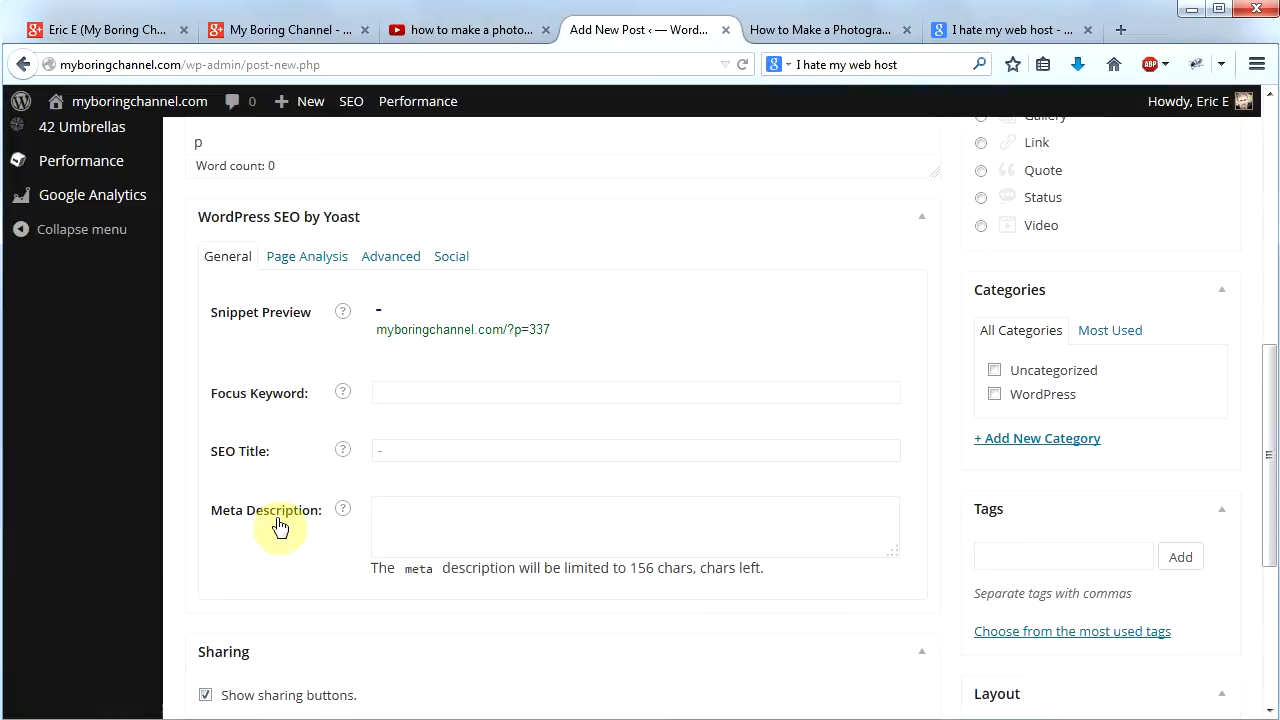 Eric E (My Boring Ch...
My Boring Channel - ...
how to make a photo...
Add New Post ‹ — Word...
How to Make a Photogra...
I hate my web host - ...
myboringchannel.com/wp-admin/post-new.php
I hate my web host
ABP
myboringchannel.com
0
New
SEO
Performance
Howdy, Eric E
42 Umbrellas
Performance
Google Analytics
Collapse menu
p
Word count: 0
WordPress SEO by Yoast
General
Page Analysis
Advanced
Social
Snippet Preview
?
-
myboringchannel.com/?p=337
Focus Keyword:
?
SEO Title:
?
-
Meta Description:
?
The meta description will be limited to 156 chars, chars left.
Sharing
Show sharing buttons.
Gallery
Link
Quote
Status
Video
Categories
All Categories
Most Used
Uncategorized
WordPress
+ Add New Category
Tags
Add
Separate tags with commas
Choose from the most used tags
Layout